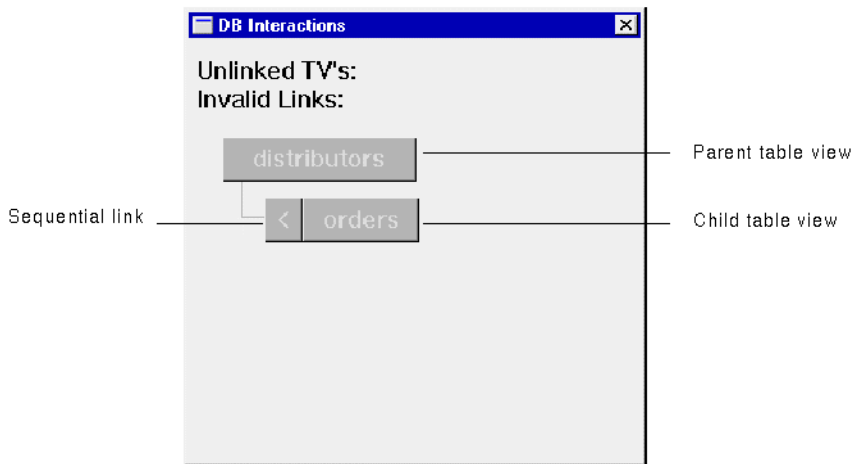 DB Interactions
Unlinked TV's:
Invalid Links:
distributors
Parent table view
Sequential link
< orders
Child table view